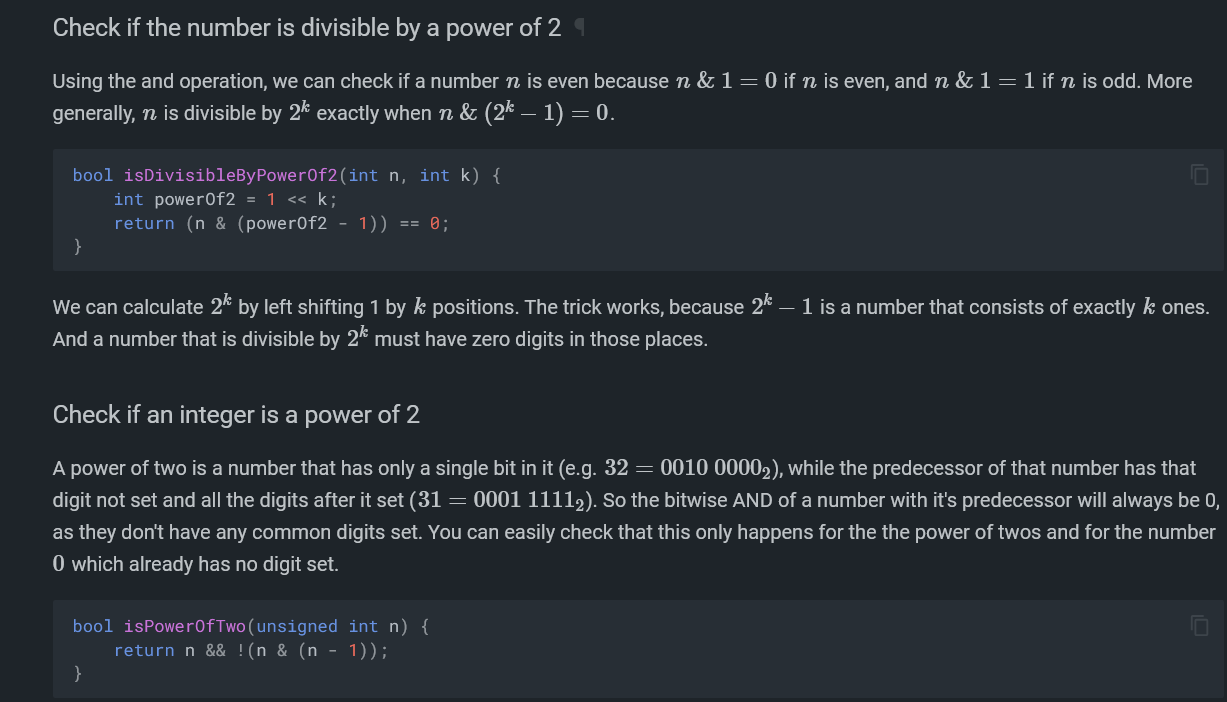 Check if the number is divisible by a power of 2 ¶
Using the and operation, we can check if a number n is even because n & 1 = 0 if n is even, and n & 1 = 1 if n is odd. More
generally, n is divisible by 2^k exactly when n & (2^k − 1) = 0.
bool isDivisibleByPowerOf2(int n, int k) {
    int powerOf2 = 1 << k;
    return (n & (powerOf2 - 1)) == 0;
}
We can calculate 2^k by left shifting 1 by k positions. The trick works, because 2^k − 1 is a number that consists of exactly k ones.
And a number that is divisible by 2^k must have zero digits in those places.
Check if an integer is a power of 2
A power of two is a number that has only a single bit in it (e.g. 32 = 0010 0000₂), while the predecessor of that number has that
digit not set and all the digits after it set (31 = 0001 1111₂). So the bitwise AND of a number with it's predecessor will always be 0,
as they don't have any common digits set. You can easily check that this only happens for the the power of twos and for the number
0 which already has no digit set.
bool isPowerOfTwo(unsigned int n) {
    return n && !(n & (n - 1));
}